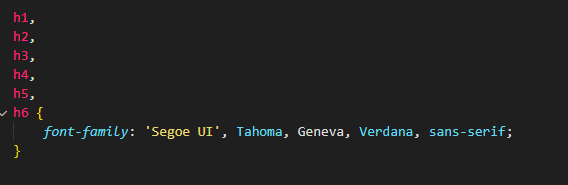 h1,
h2,
h3,
h4,
h5,
h6 {
    font-family: 'Segoe UI', Tahoma, Geneva, Verdana, sans-serif;
}